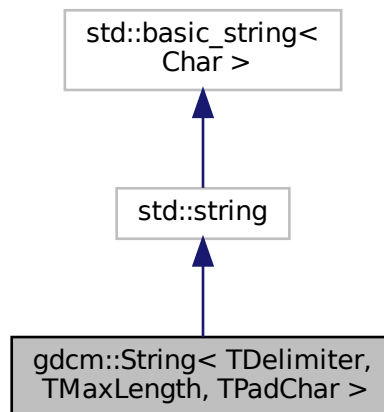 std::basic_string<
Char >
std::string
gdcm::String< TDelimiter,
TMaxLength, TPadChar >